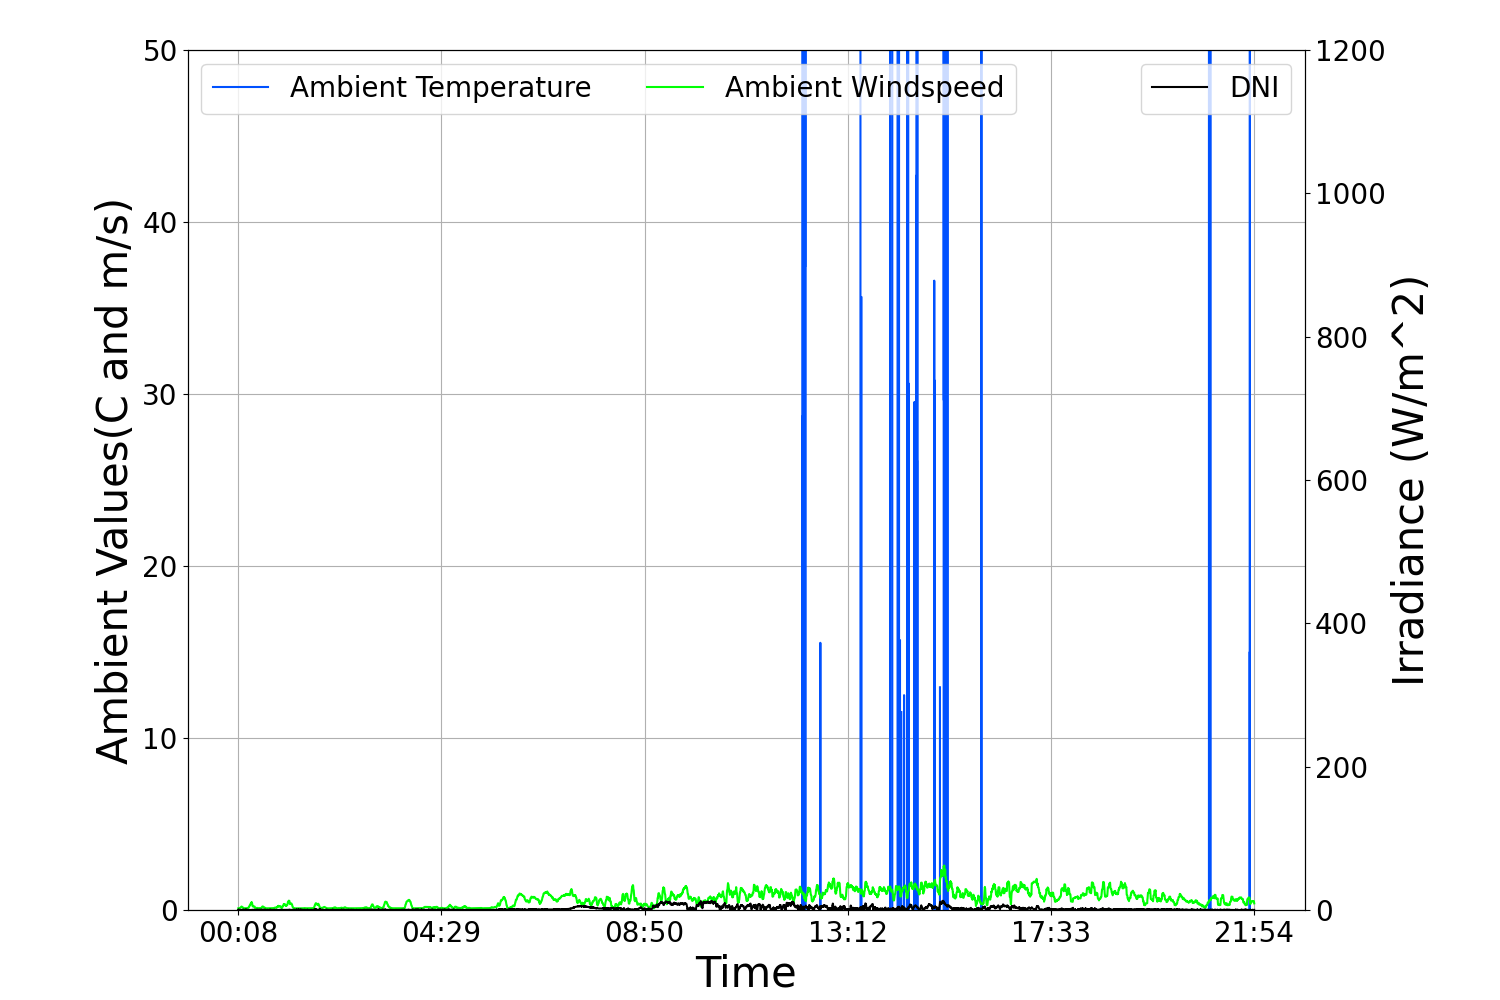 Ambient Temperature
Ambient Windspeed
DNI
50
40
30
20
10
0
Ambient Values(C and m/s)
1200
1000
800
600
400
200
0
Irradiance (W/m^2)
00:08 04:29 08:50 13:12 17:33 21:54
Time